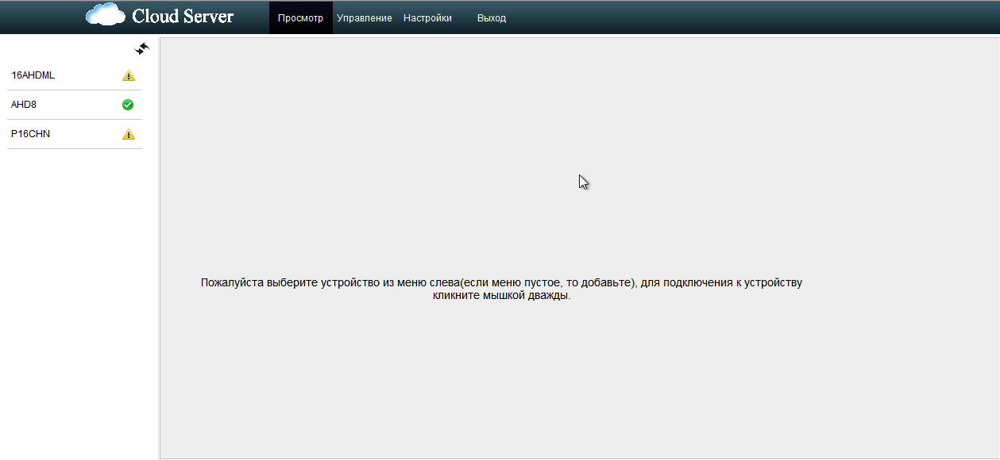 Cloud Server
Просмотр
Управление
Настройки
Выход
16AHDML
AHD8
P16CHN
Пожалуйста выберите устройство из меню слева(если меню пустое, то добавьте), для подключения к устройству
кликните мышкой дважды.